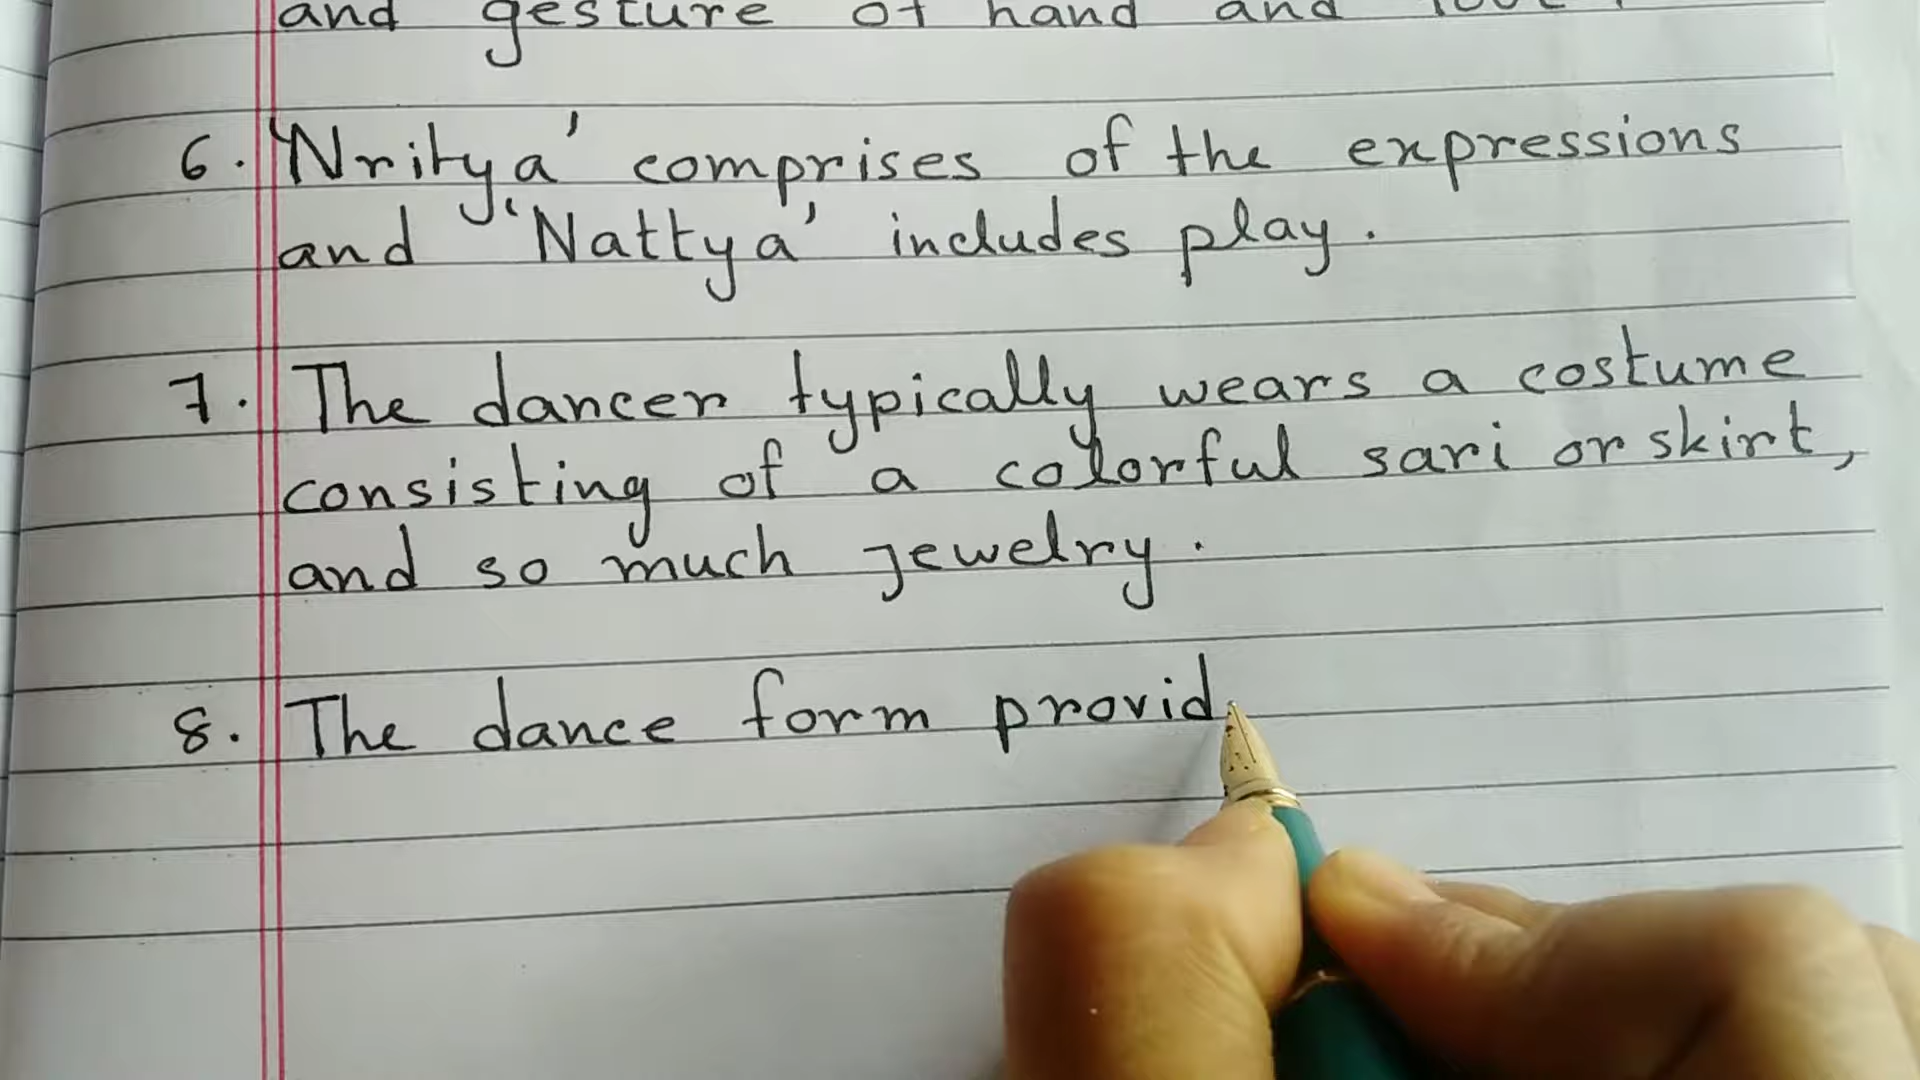 and gesture of hand and foot.
6. 'Nritya' comprises of the expressions
and 'Nattya' includes play.
7. The dancer typically wears a costume
consisting of a colorful sari or skirt,
and so much jewelry.
8. The dance form provid